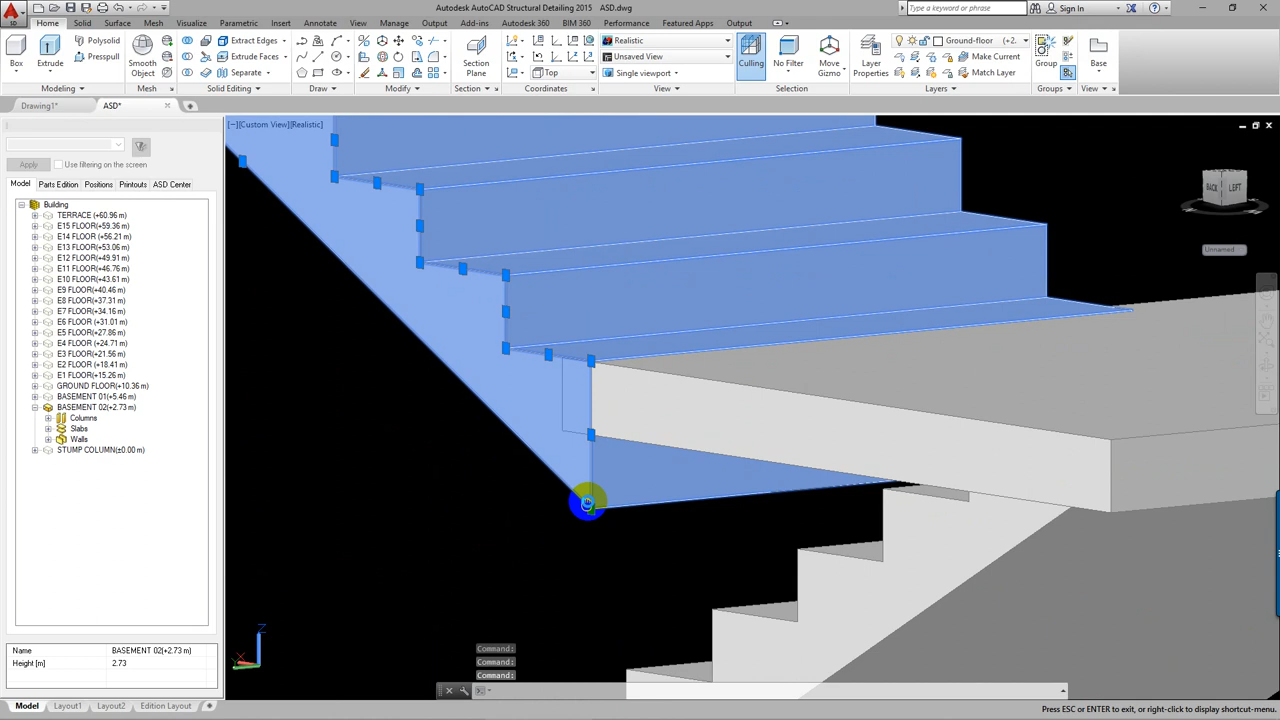 Autodesk AutoCAD Structural Detailing 2015 ASD.dwg
Type a keyword or phrase
Sign In
Home Solid Surface Mesh Visualize Parametric Insert Annotate View Manage Output Add-ins Autodesk 360 BIM 360 Performance Featured Apps Output
Box
Extrude
Polysolid
Presspull
Smooth Object
Extract Edges
Extrude Faces
Separate
Section Plane
Top
Realistic
Unsaved View
Single viewport
Culling
No Filter
Move Gizmo
Layer Properties
Ground-floor (+2.
Make Current
Match Layer
Group
Base
Modeling
Mesh
Solid Editing
Draw
Modify
Section
Coordinates
View
Selection
Layers
Groups
View
Drawing1*
ASD*
[−][Custom View][Realistic]
Apply
Use filtering on the screen
Model Parts Edition Positions Printouts ASD Center
Building
TERRACE (+60.96 m)
E15 FLOOR(+59.36 m)
E14 FLOOR(+56.21 m)
E13 FLOOR(+53.06 m)
E12 FLOOR(+49.91 m)
E11 FLOOR(+46.76 m)
E10 FLOOR(+43.61 m)
E9 FLOOR(+40.46 m)
E8 FLOOR(+37.31 m)
E7 FLOOR(+34.16 m)
E6 FLOOR(+31.01 m)
E5 FLOOR(+27.86 m)
E4 FLOOR(+24.71 m)
E3 FLOOR(+21.56 m)
E2 FLOOR(+18.41 m)
E1 FLOOR(+15.26 m)
GROUND FLOOR(+10.36 m)
BASEMENT 01(+5.46 m)
BASEMENT 02(+2.73 m)
Columns
Slabs
Walls
STUMP COLUMN(±0.00 m)
BACK
LEFT
Unnamed
Z
X
Y
Name BASEMENT 02(+2.73 m)
Height [m] 2.73
Command:
Command:
Command:
Model Layout1 Layout2 Edition Layout
Press ESC or ENTER to exit, or right-click to display shortcut-menu.